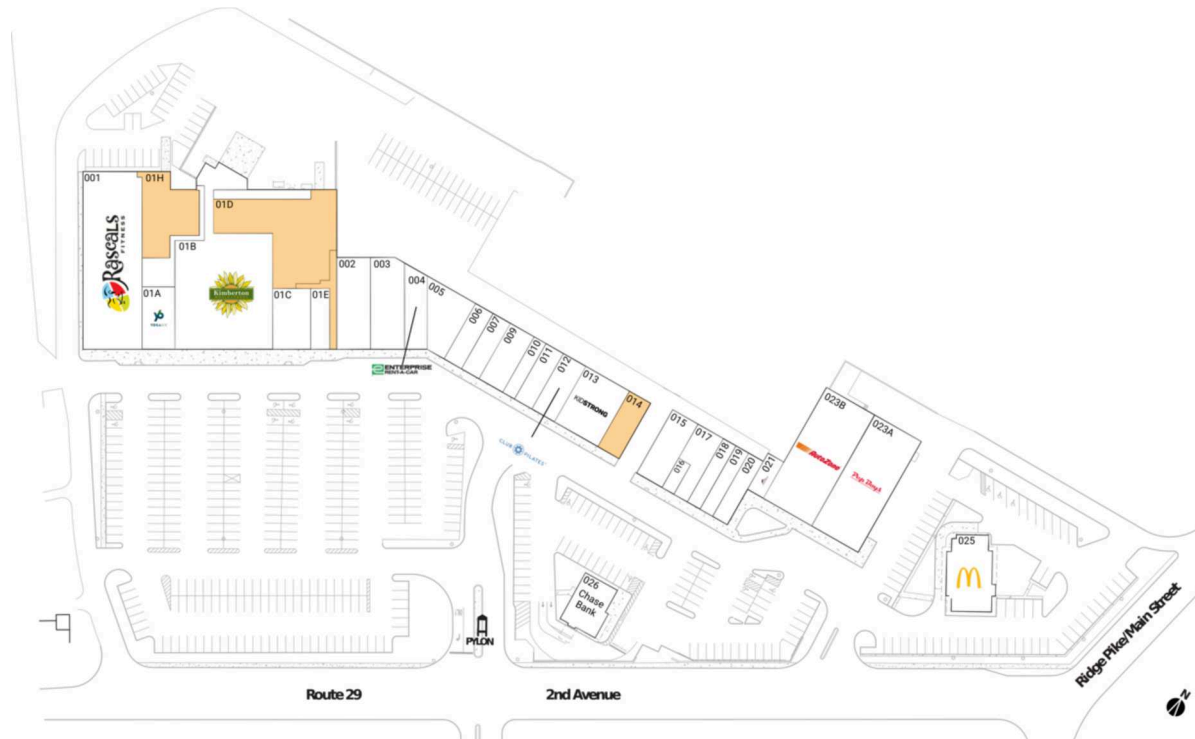 001
01H
01D
Rascals
FITNESS
01B
Kimberton
01A
01C
01E
002
003
004
005
006
007
009
010
011
012
013
KIDSTRONG
014
ENTERPRISE
RENT-A-CAR
CLUB PILATES
015
016
017
018
019
020
021
023B
AutoZone
023A
Pep Boys
025
026
Chase
Bank
PYLON
Route 29
2nd Avenue
Ridge Pike/Main Street
N